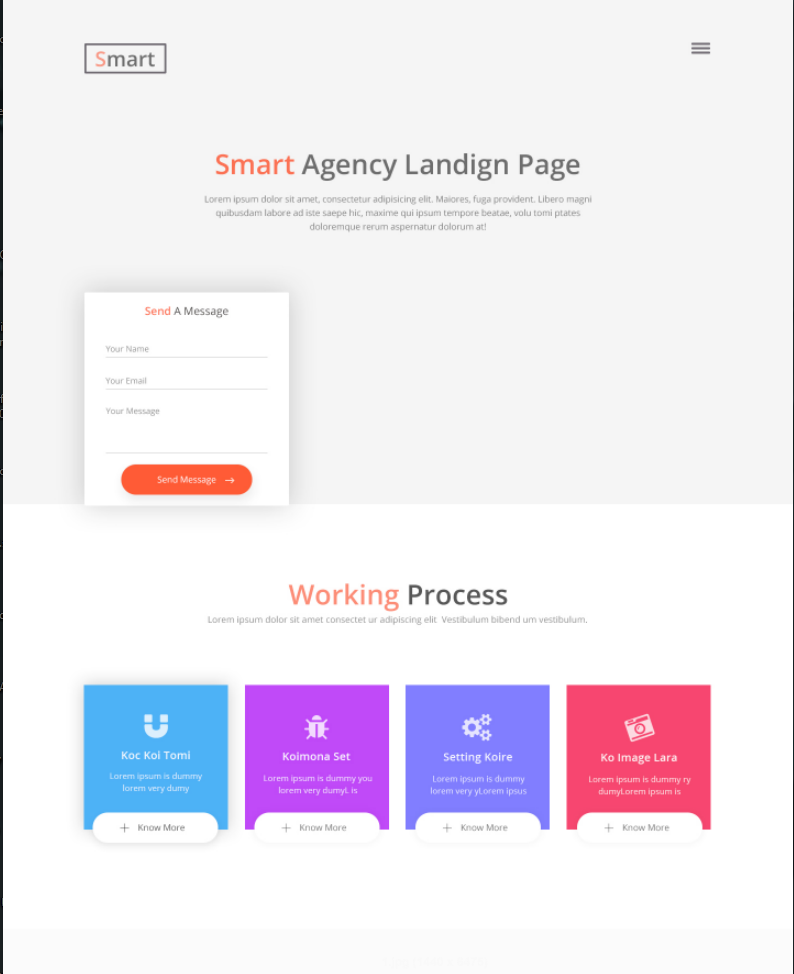 Smart
Smart Agency Landign Page
Lorem ipsum dolor sit amet, consectetur adipisicing elit. Maiores, fuga provident. Libero magni
quibusdam labore ad iste saepe hic, maxime qui ipsum tempore beatae, volu tomi ptates
doloremque rerum aspernatur dolorum at!
Send A Message
Your Name
Your Email
Your Message
Send Message
Working Process
Lorem ipsum dolor sit amet consectet ur adipiscing elit Vestibulum bibend um vestibulum.
Koc Koi Tomi
Lorem ipsum is dummy
lorem very dumy
Know More
Koimona Set
Lorem ipsum is dummy you
lorem very dumyl. is
Know More
Setting Koire
Lorem ipsum is dummy
lorem very yLorem ipsus
Know More
Ko Image Lara
Lorem ipsum is dummy ry
dumyLorem ipsum is
Know More